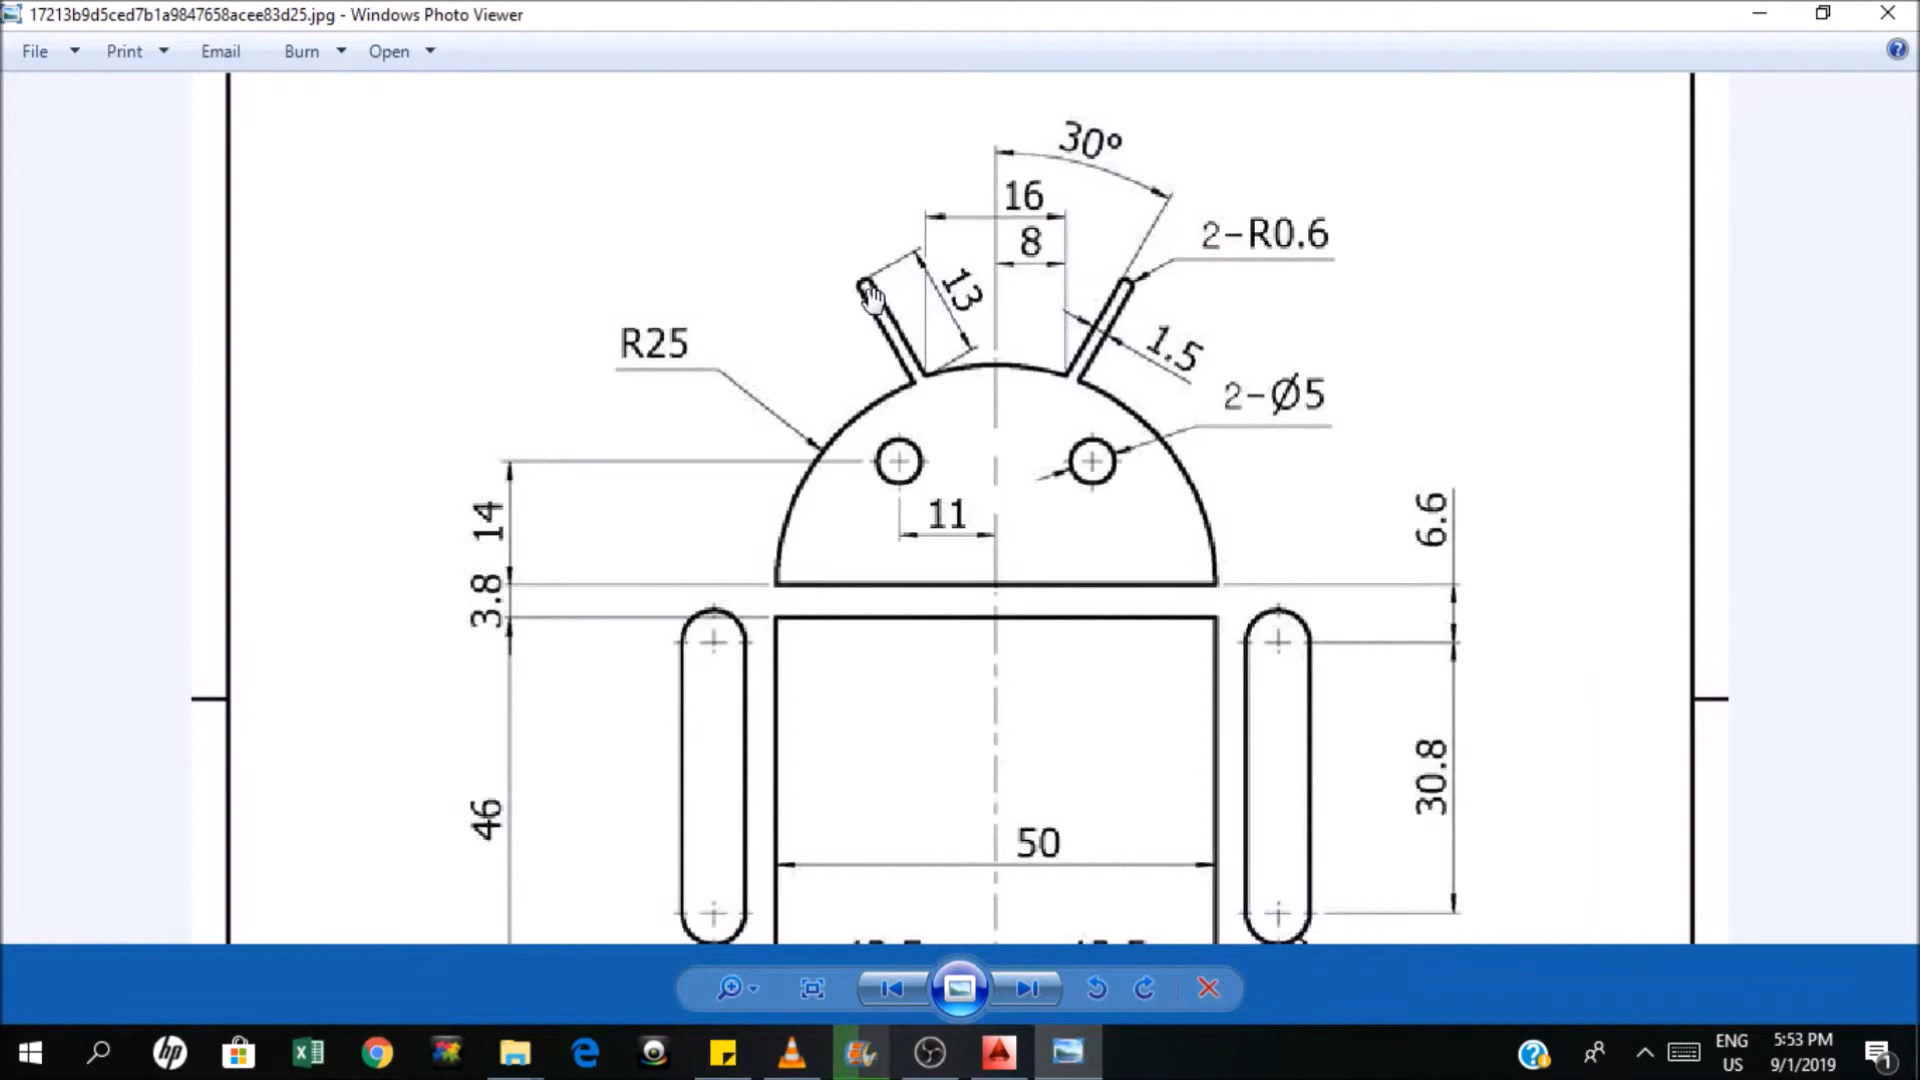 17213b9d5ced7b1a9847658acee83d25.jpg - Windows Photo Viewer
File Print Email Burn Open
30°
16
8
2-R0.6
13
R25
1.5
2-Ø5
11
14
6.6
3.8
30.8
46
50
hp
ENG
US
5:53 PM
9/1/2019
1